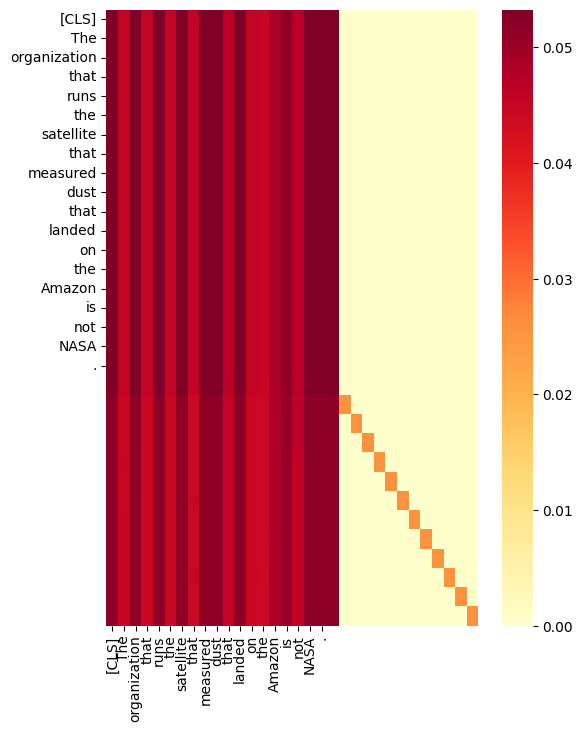 [CLS]
The
organization
that
runs
the
satellite
that
measured
dust
that
landed
on
the
Amazon
is
not
NASA
.
0.05
0.04
0.03
0.02
0.01
0.00
[CLS]
The
organization
that
runs
the
satellite
that
measured
dust
that
landed
on
the
Amazon
is
not
NASA
.